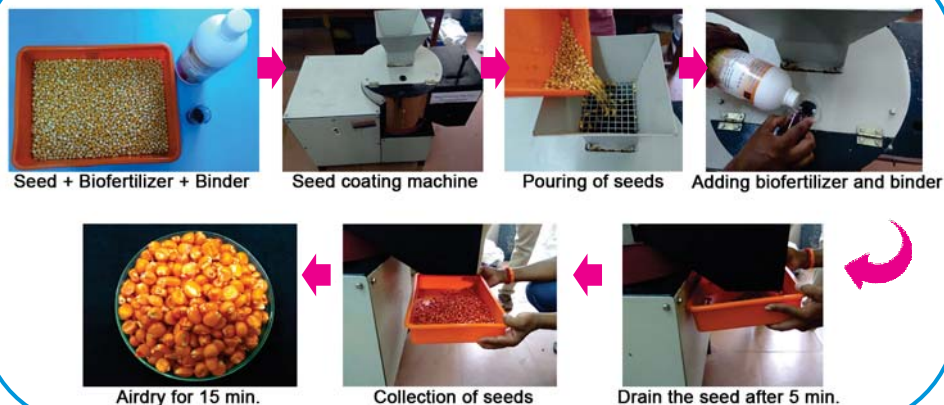 Seed + Biofertilizer + Binder
Seed coating machine
Pouring of seeds
Adding biofertilizer and binder
Drain the seed after 5 min.
Collection of seeds
Airdry for 15 min.